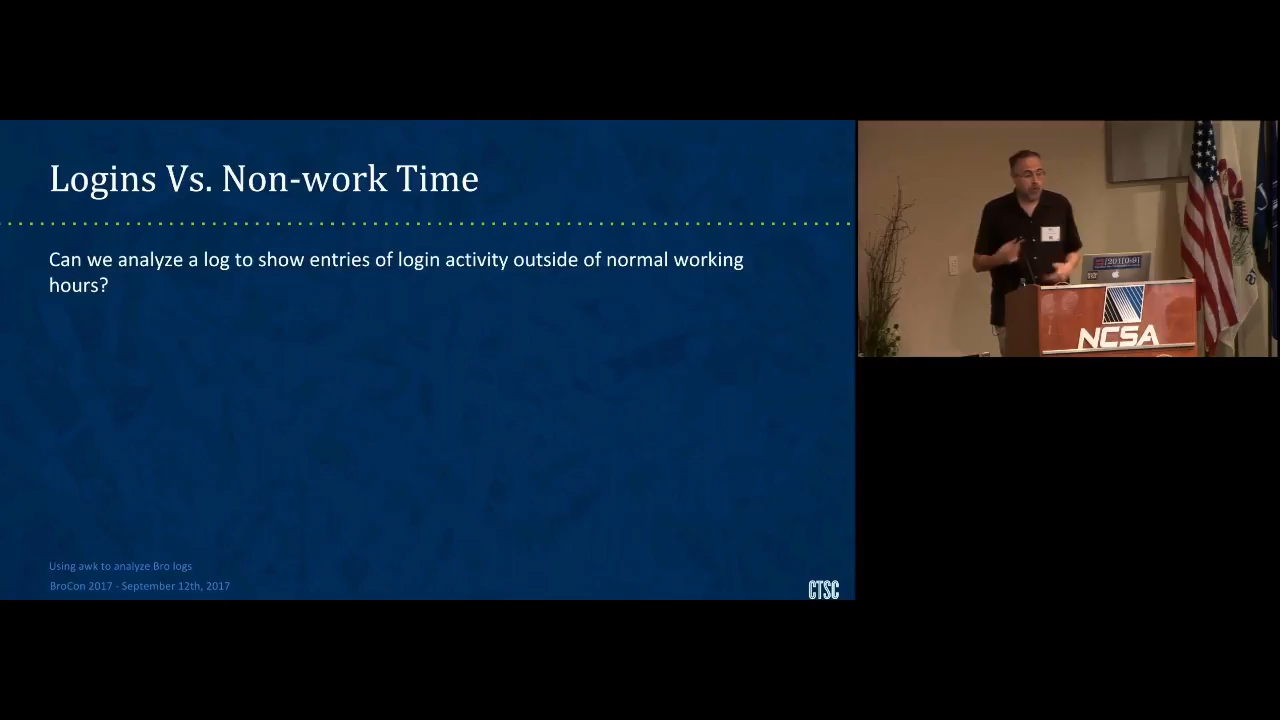 Logins Vs. Non-work Time
Can we analyze a log to show entries of login activity outside of normal working
hours?
Using awk to analyze Bro logs
BroCon 2017 - September 12th, 2017
CTSC
NCSA